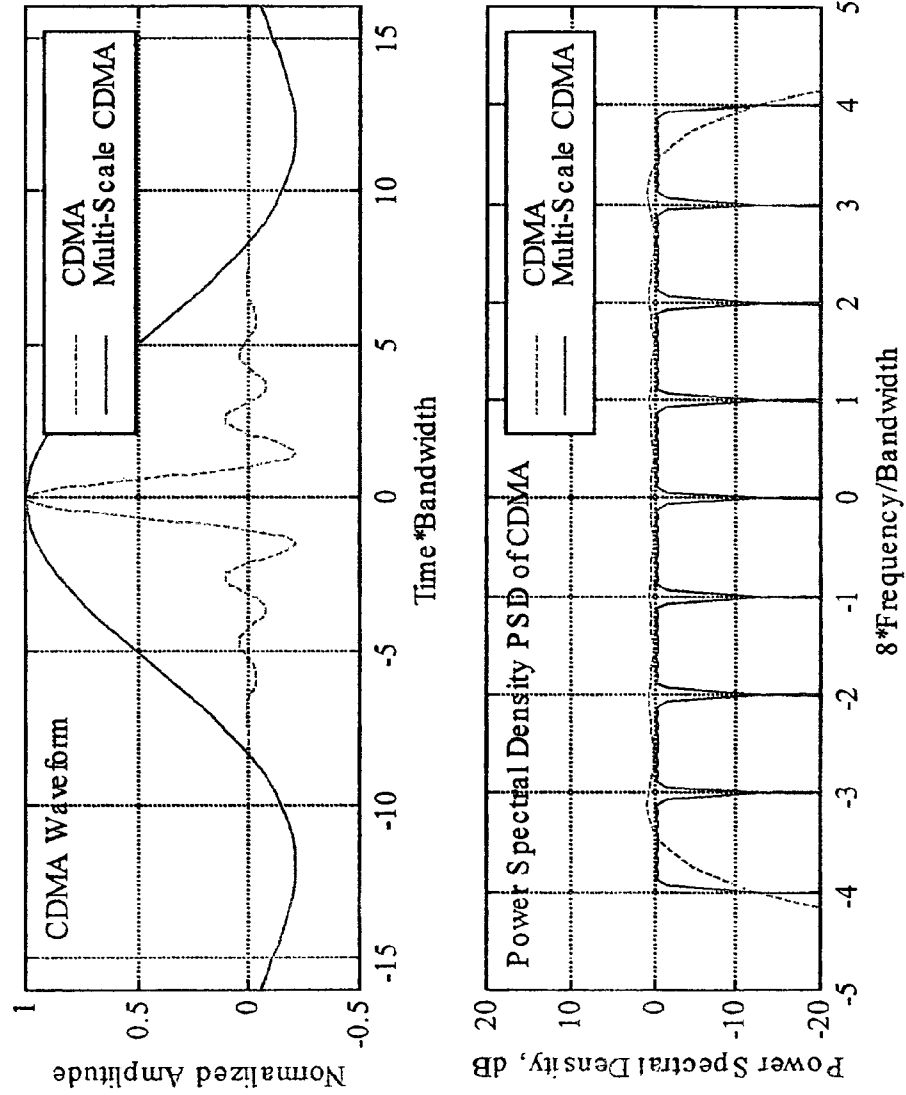 CDMA Waveform
CDMA
Multi-Scale CDMA
Normalized Amplitude
1
0.5
0
-0.5
-15
-10
-5
0
5
10
15
Time*Bandwidth
Power Spectral Density PSD of CDMA
CDMA
Multi-Scale CDMA
Power Spectral Density, dB
20
10
0
-10
-20
-5
-4
-3
-2
-1
0
1
2
3
4
5
8*Frequency/Bandwidth